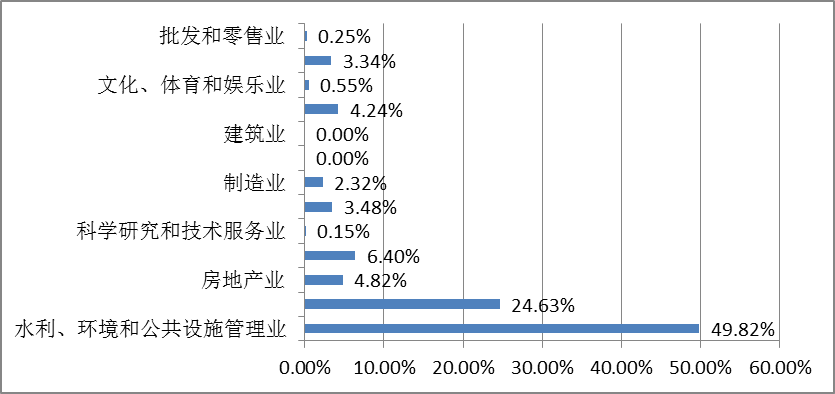 批发和零售业 0.25%
3.34%
文化、体育和娱乐业 0.55%
4.24%
建筑业 0.00%
0.00%
制造业 2.32%
3.48%
科学研究和技术服务业 0.15%
6.40%
房地产业 4.82%
24.63%
水利、环境和公共设施管理业 49.82%
0.00% 10.00% 20.00% 30.00% 40.00% 50.00% 60.00%